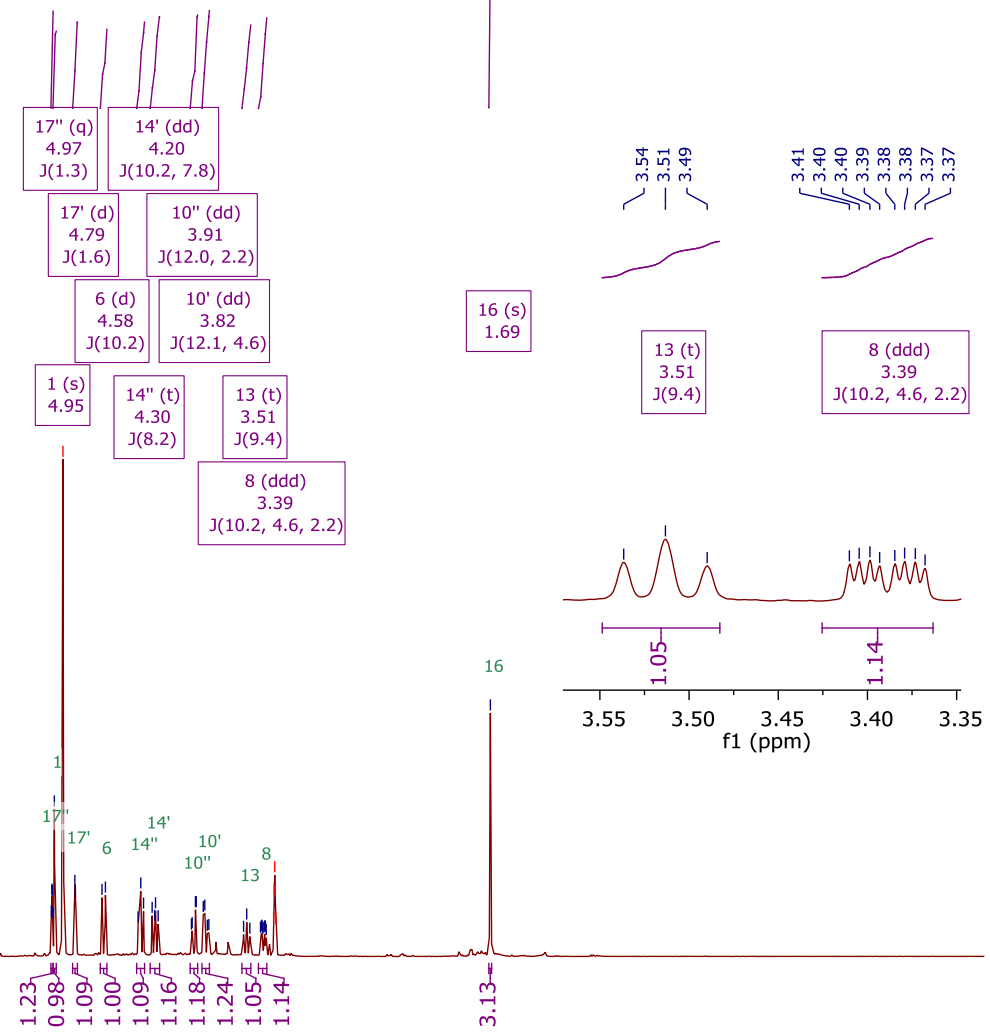 17'' (q)
4.97
J(1.3)
14' (dd)
4.20
J(10.2, 7.8)
17' (d)
4.79
J(1.6)
10'' (dd)
3.91
J(12.0, 2.2)
6 (d)
4.58
J(10.2)
10' (dd)
3.82
J(12.1, 4.6)
1 (s)
4.95
14'' (t)
4.30
J(8.2)
13 (t)
3.51
J(9.4)
8 (ddd)
3.39
J(10.2, 4.6, 2.2)
16 (s)
1.69
3.54
3.51
3.49
3.41
3.40
3.40
3.39
3.38
3.38
3.37
3.37
13 (t)
3.51
J(9.4)
8 (ddd)
3.39
J(10.2, 4.6, 2.2)
1.05
1.14
3.55
3.50
3.45
3.40
3.35
f1 (ppm)
1
17''
17'
6
14''
14'
10''
10'
13
8
16
1.23
0.98
1.09
1.00
1.09
1.16
1.18
1.24
1.05
1.14
3.13